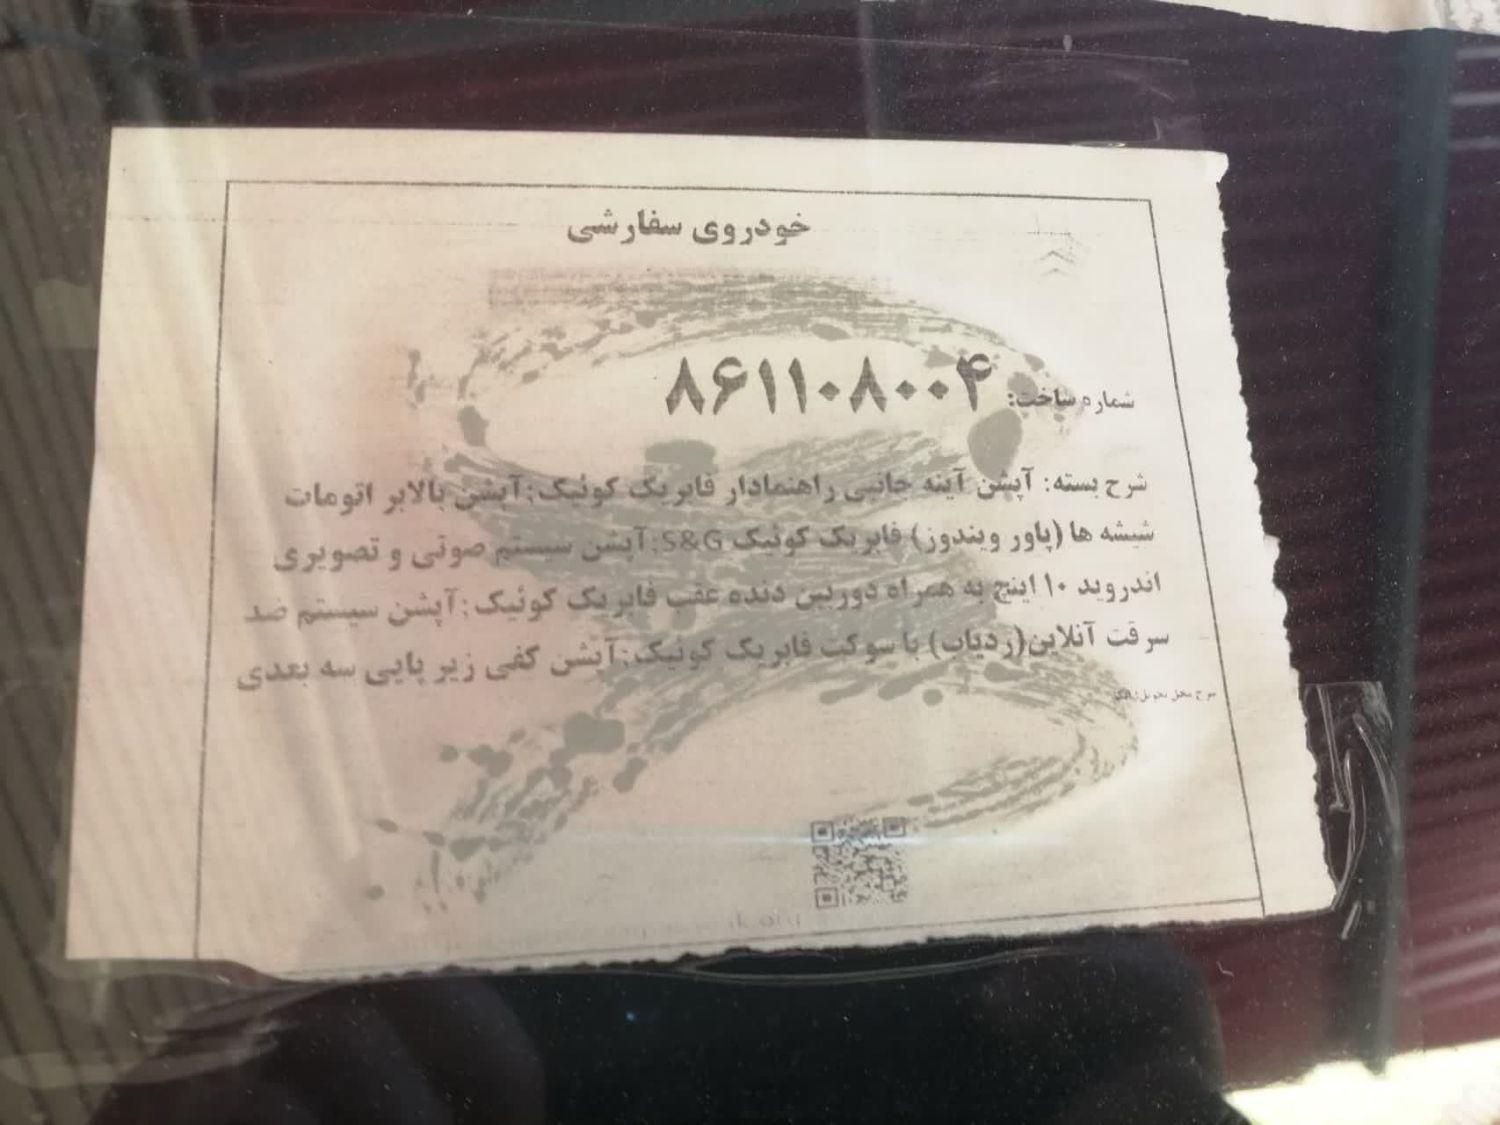 خودروی سفارشی
شماره ساخت: ۸۶۱۱۰۸۰۰۴
شرح بسته: آپشن آینه جانبی راهنمادار فابریک کوئیک;آپشن بالابر اتومات
شیشه ها (پاور ویندوز) فابریک کوئیک S&G;آپشن سیستم صوتی و تصویری
اندروید ۱۰ اینچ به همراه دوربین دنده عقب فابریک کوئیک;آپشن سیستم ضد
سرقت آنلاین(ردیاب) با سوکت فابریک کوئیک;آپشن کفی زیر پایی سه بعدی